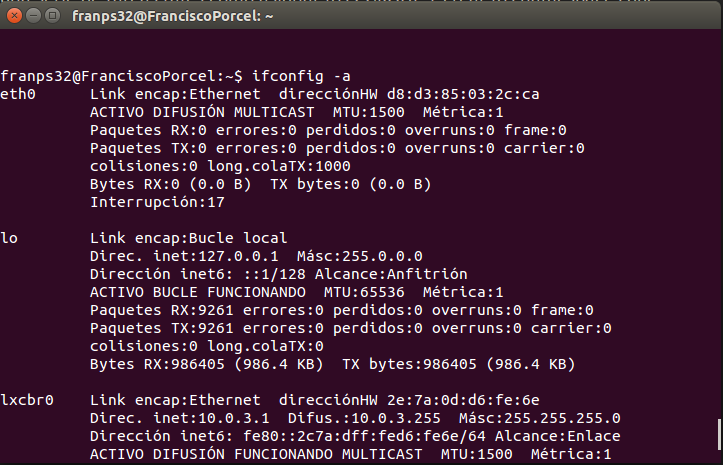 franps32@FranciscoPorcel: ~
franps32@FranciscoPorcel:~$ ifconfig -a
eth0 Link encap:Ethernet direcciónHW d8:d3:85:03:2c:ca
ACTIVO DIFUSIÓN MULTICAST MTU:1500 Métrica:1
Paquetes RX:0 errores:0 perdidos:0 overruns:0 frame:0
Paquetes TX:0 errores:0 perdidos:0 overruns:0 carrier:0
colisiones:0 long.colaTX:1000
Bytes RX:0 (0.0 B) TX bytes:0 (0.0 B)
Interrupción:17
lo Link encap:Bucle local
Direc. inet:127.0.0.1 Másc:255.0.0.0
Dirección inet6: ::1/128 Alcance:Anfitrión
ACTIVO BUCLE FUNCIONANDO MTU:65536 Métrica:1
Paquetes RX:9261 errores:0 perdidos:0 overruns:0 frame:0
Paquetes TX:9261 errores:0 perdidos:0 overruns:0 carrier:0
colisiones:0 long.colaTX:0
Bytes RX:986405 (986.4 KB) TX bytes:986405 (986.4 KB)
lxcbr0 Link encap:Ethernet direcciónHW 2e:7a:0d:d6:fe:6e
Direc. inet:10.0.3.1 Difus.:10.0.3.255 Másc:255.255.255.0
Dirección inet6: fe80::2c7a:dff:fed6:fe6e/64 Alcance:Enlace
ACTIVO DIFUSIÓN FUNCIONANDO MULTICAST MTU:1500 Métrica:1